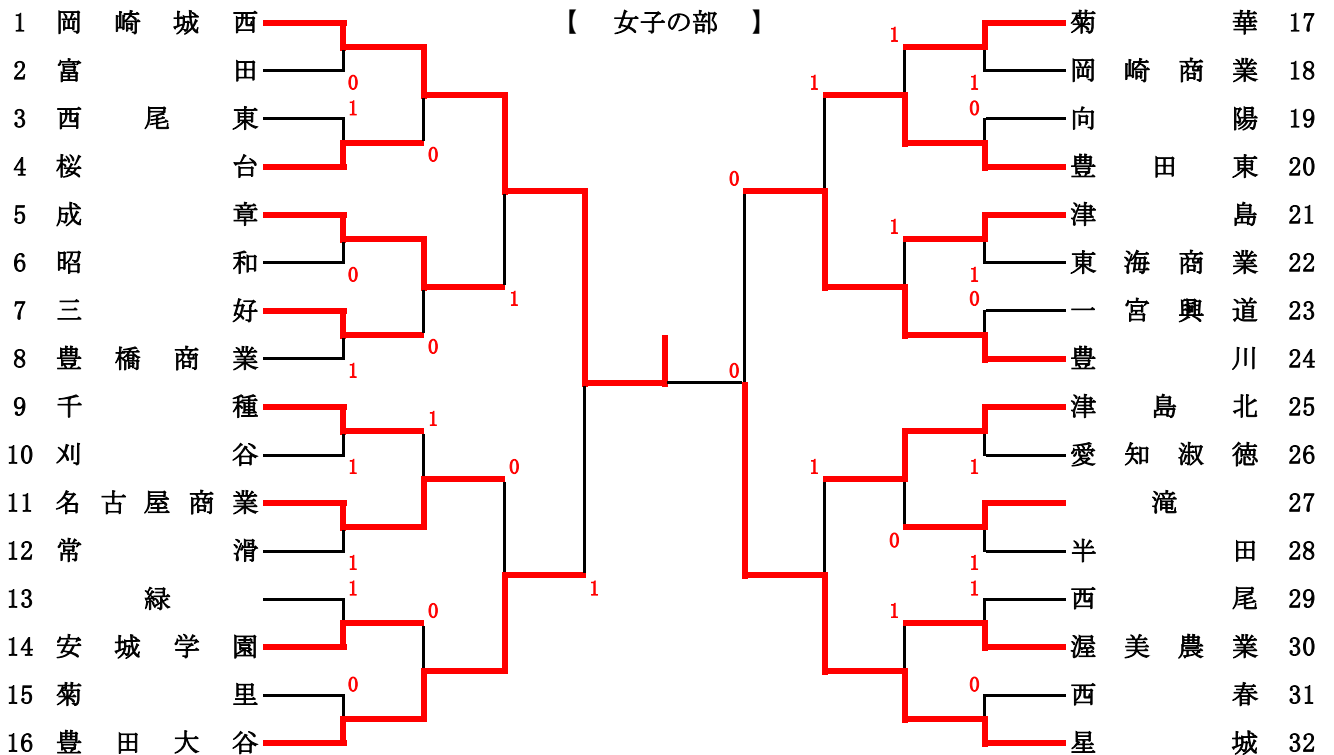 【 女子の部 】
1 岡崎城西
0
2 富田
3 西尾東
1
0
4 桜台
5 成章
0
6 昭和
1
7 三好
0
8 豊橋商業
1
9 千種
1
10 刈谷
1
0
11 名古屋商業
12 常滑
1
13 緑
1
0
1
14 安城学園
15 菊里
0
16 豊田大谷
菊華 17
1
岡崎商業 18
1
1
向陽 19
0
豊田東 20
0
津島 21
1
東海商業 22
1
一宮興道 23
0
豊川 24
0
津島北 25
愛知淑徳 26
1
1
滝 27
半田 28
0
1
西尾 29
1
1
渥美農業 30
西春 31
0
星城 32